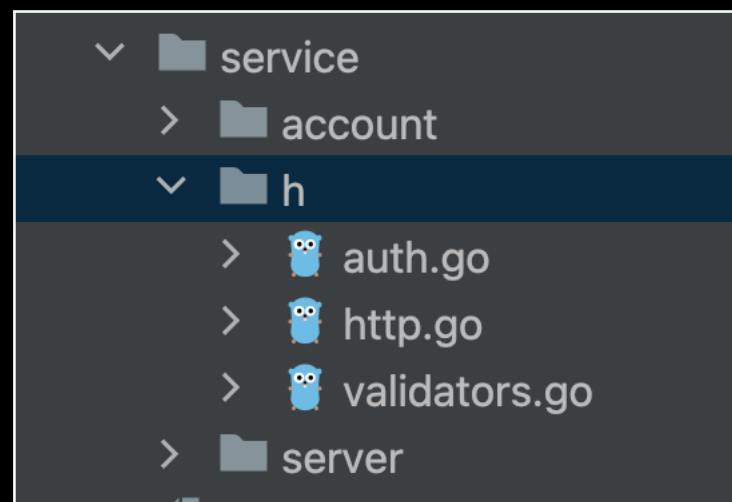 service
account
h
auth.go
http.go
validators.go
server